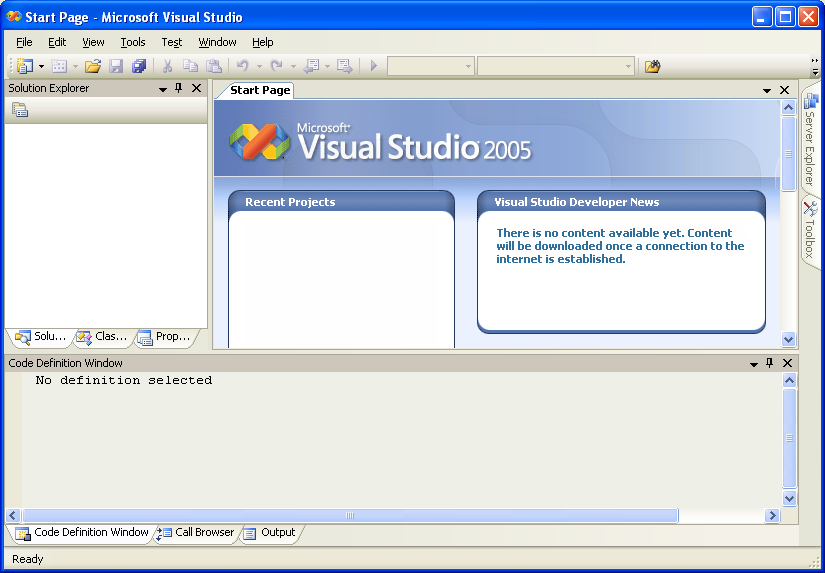 Start Page - Microsoft Visual Studio
File Edit View Tools Test Window Help
Solution Explorer
Start Page
Microsoft®
Visual Studio 2005
Recent Projects
Visual Studio Developer News
There is no content available yet. Content
will be downloaded once a connection to the
internet is established.
Server Explorer
Toolbox
Solu... Clas... Prop...
Code Definition Window
No definition selected
Code Definition Window Call Browser Output
Ready